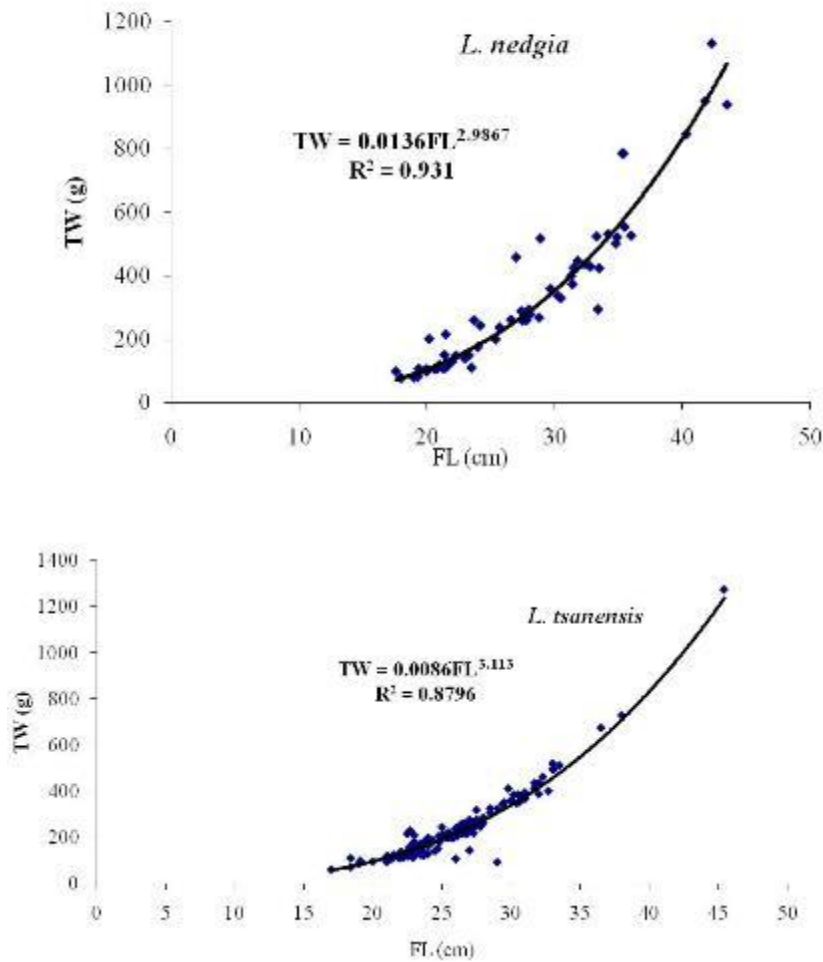 1200
L. nedgia
1000
TW = 0.0136FL^2.9867
R² = 0.931
800
600
400
200
0
TW (g)
0 10 20 30 40 50
FL (cm)
1400
1200
L. tsanensis
1000
TW = 0.0086FL^3.113
R² = 0.8796
800
600
400
200
0
TW (g)
0 5 10 15 20 25 30 35 40 45 50
FL (cm)